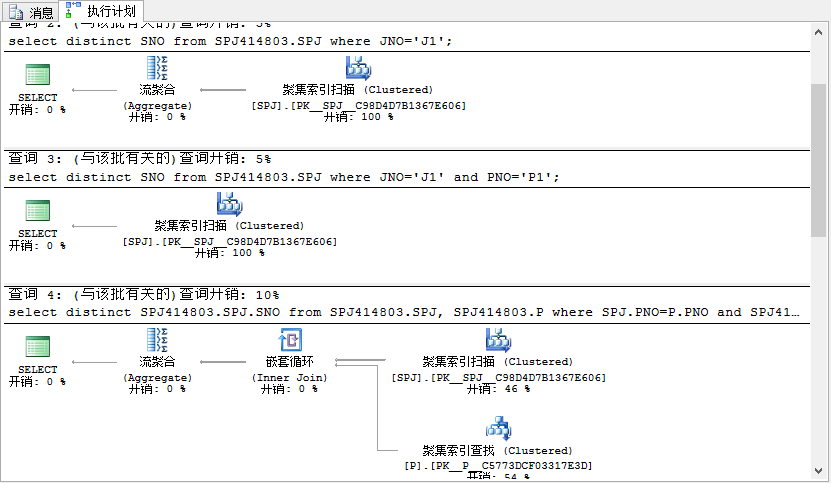 消息
执行计划
查询 2: (与该批有关的)查询开销: 5%
select distinct SNO from SPJ414803.SPJ where JNO='J1';
SELECT
开销: 0 %
流聚合
(Aggregate)
开销: 0 %
聚集索引扫描 (Clustered)
[SPJ].[PK__SPJ__C98D4D7B1367E606]
开销: 100 %
查询 3: (与该批有关的)查询开销: 5%
select distinct SNO from SPJ414803.SPJ where JNO='J1' and PNO='P1';
SELECT
开销: 0 %
聚集索引扫描 (Clustered)
[SPJ].[PK__SPJ__C98D4D7B1367E606]
开销: 100 %
查询 4: (与该批有关的)查询开销: 10%
select distinct SPJ414803.SPJ.SNO from SPJ414803.SPJ, SPJ414803.P where SPJ.PNO=P.PNO and SPJ41…
SELECT
开销: 0 %
流聚合
(Aggregate)
开销: 0 %
嵌套循环
(Inner Join)
开销: 0 %
聚集索引扫描 (Clustered)
[SPJ].[PK__SPJ__C98D4D7B1367E606]
开销: 46 %
聚集索引查找 (Clustered)
[P].[PK__P__C5773DCF03317E3D]
开销: 54 %